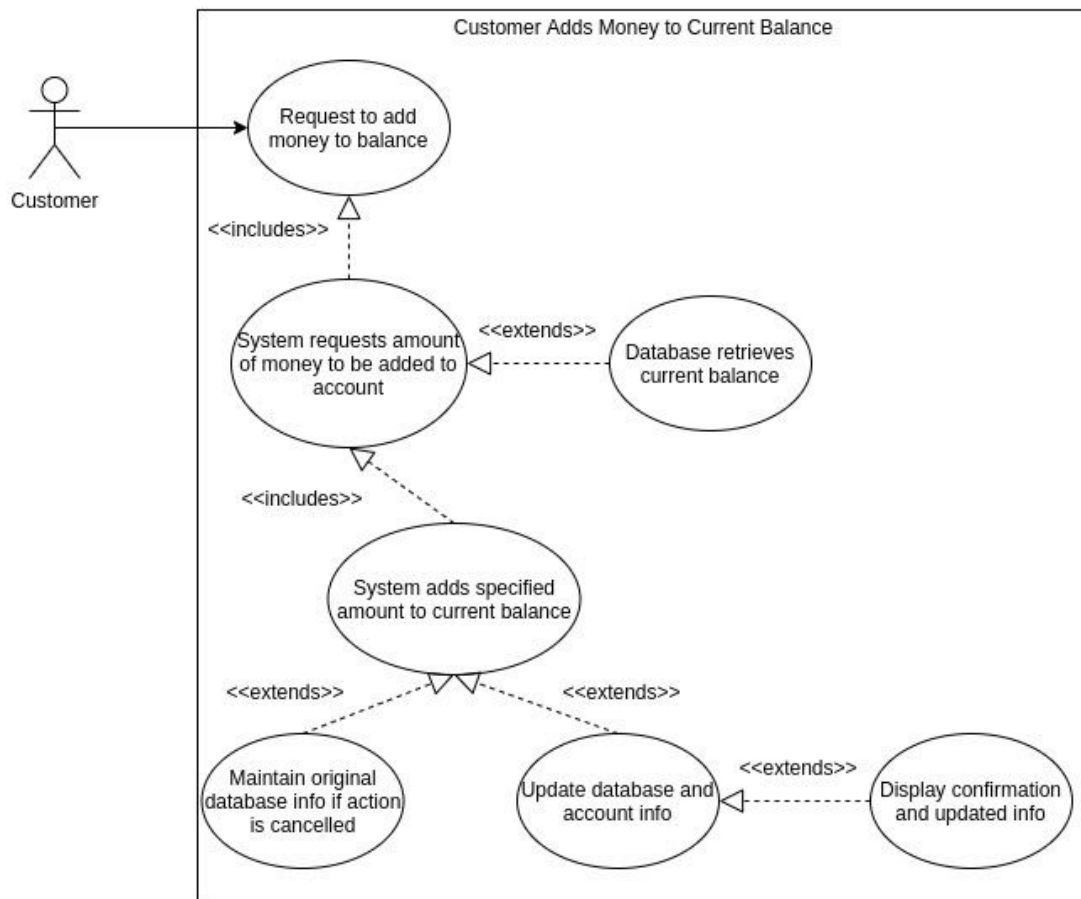 Customer Adds Money to Current Balance
Request to add
money to balance
Customer
<<includes>>
System requests amount
of money to be added to
account
<<extends>>
Database retrieves
current balance
<<includes>>
System adds specified
amount to current balance
<<extends>>
<<extends>>
Maintain original
database info if action
is cancelled
Update database and
account info
<<extends>>
Display confirmation
and updated info